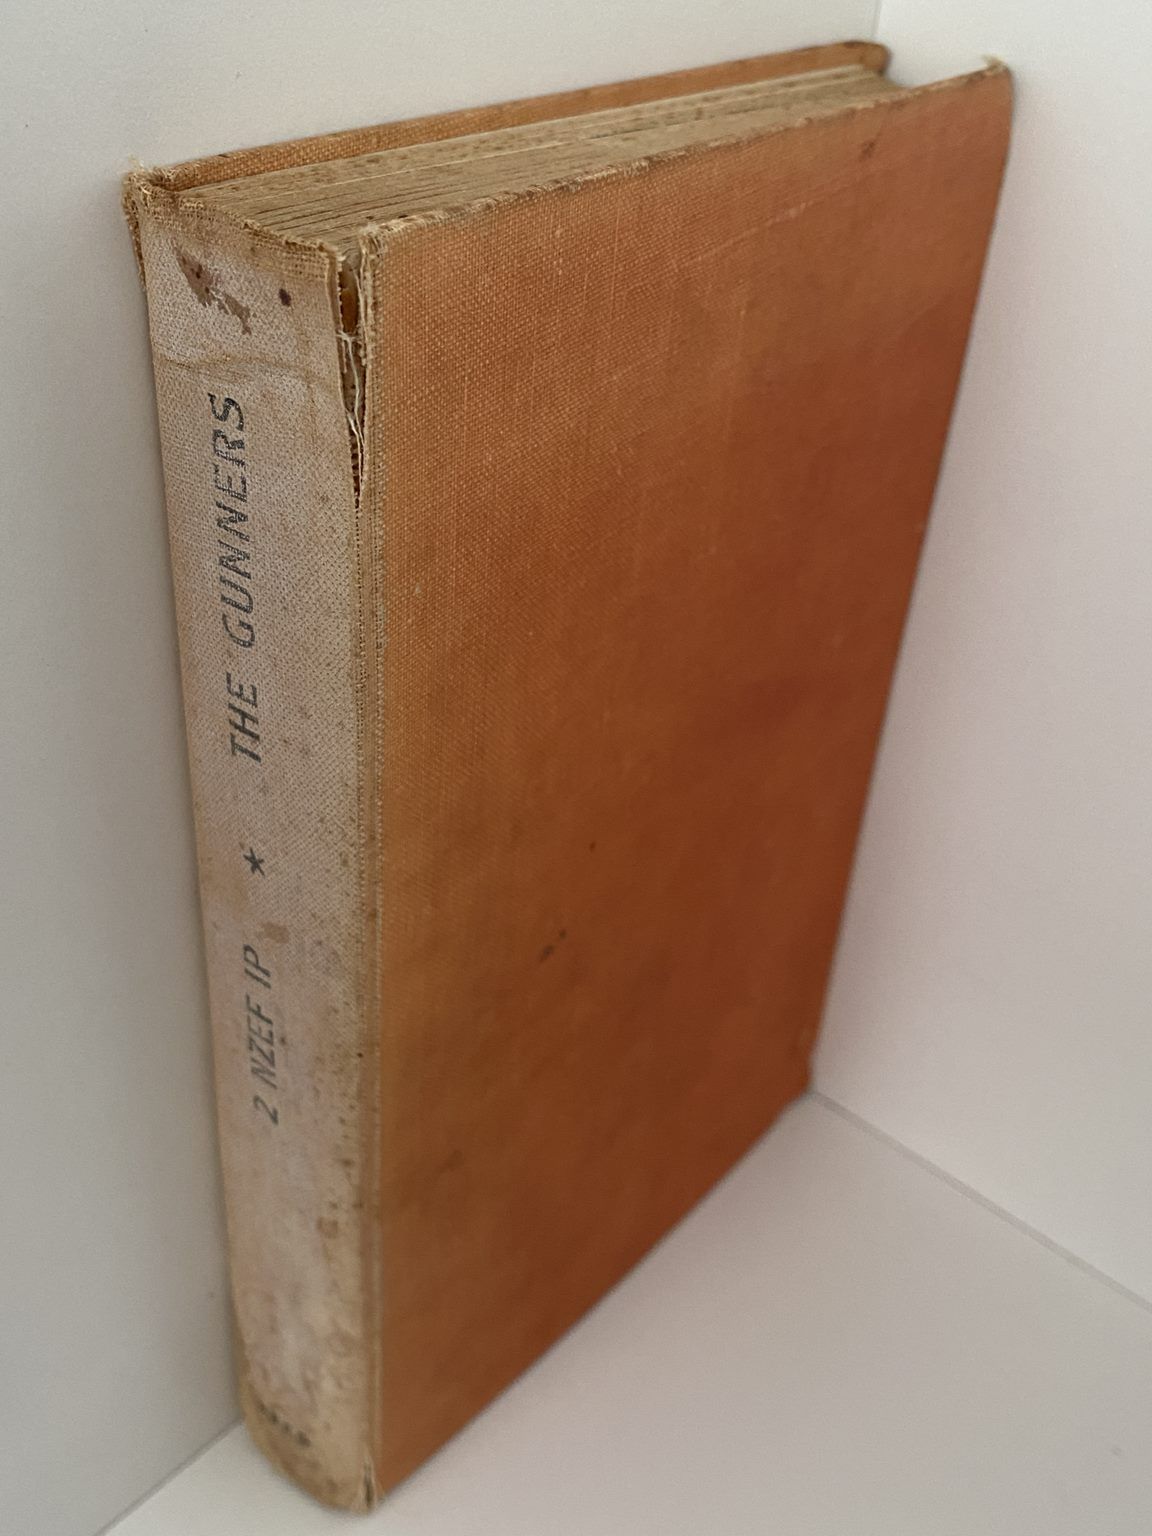 THE GUNNERS ★ 2 NZEF IP